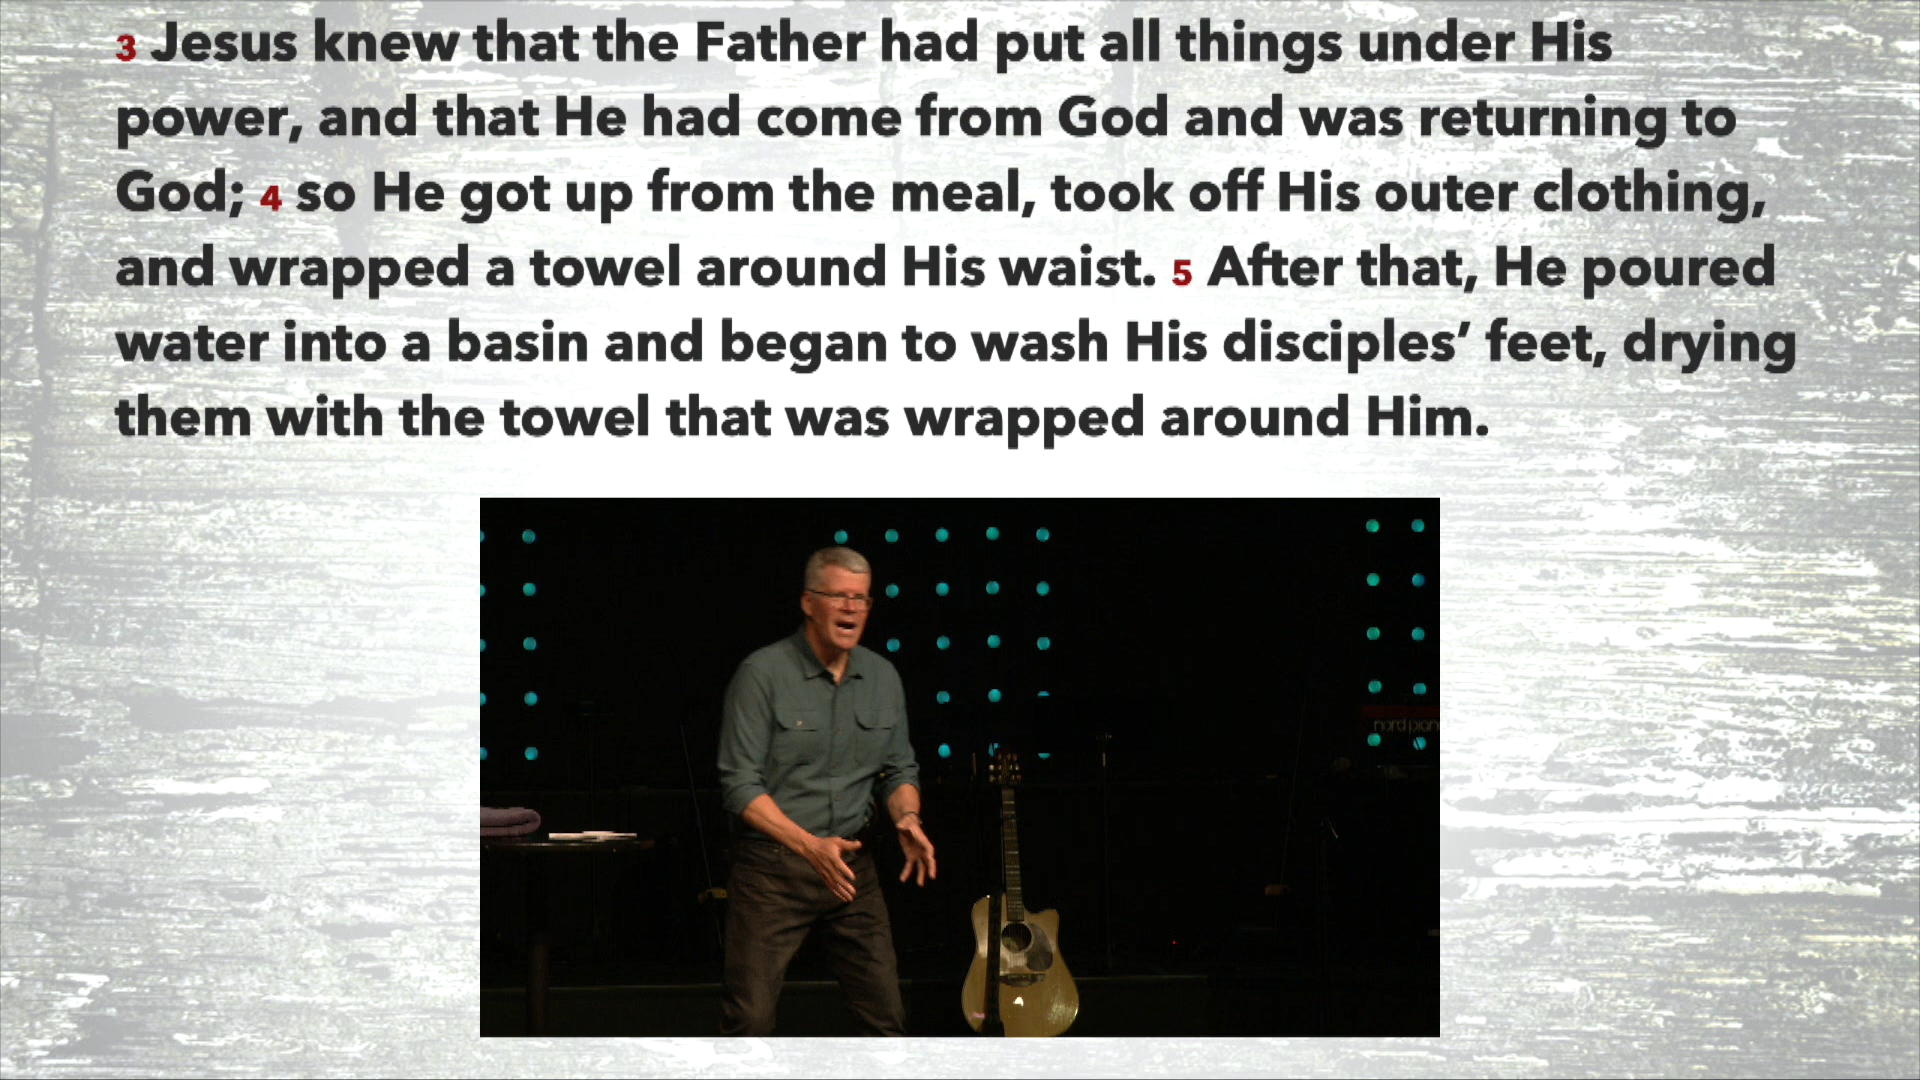 3 Jesus knew that the Father had put all things under His
power, and that He had come from God and was returning to
God; 4 so He got up from the meal, took off His outer clothing,
and wrapped a towel around His waist. 5 After that, He poured
water into a basin and began to wash His disciples’ feet, drying
them with the towel that was wrapped around Him.
nord pian